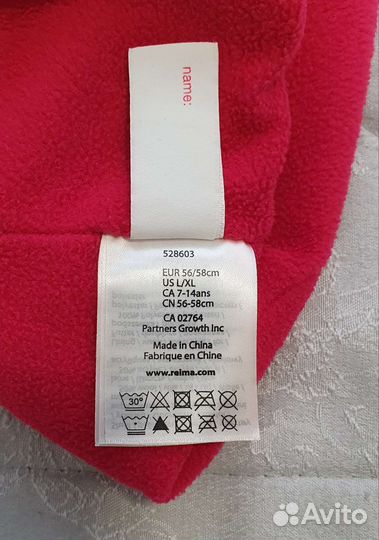 name:
528603
EUR 56/58cm
US L/XL
CA 7-14ans
CN 56-58cm
CA 02764
Partners Growth Inc
Made in China
Fabrique en Chine
www.reima.com
30°
Avito